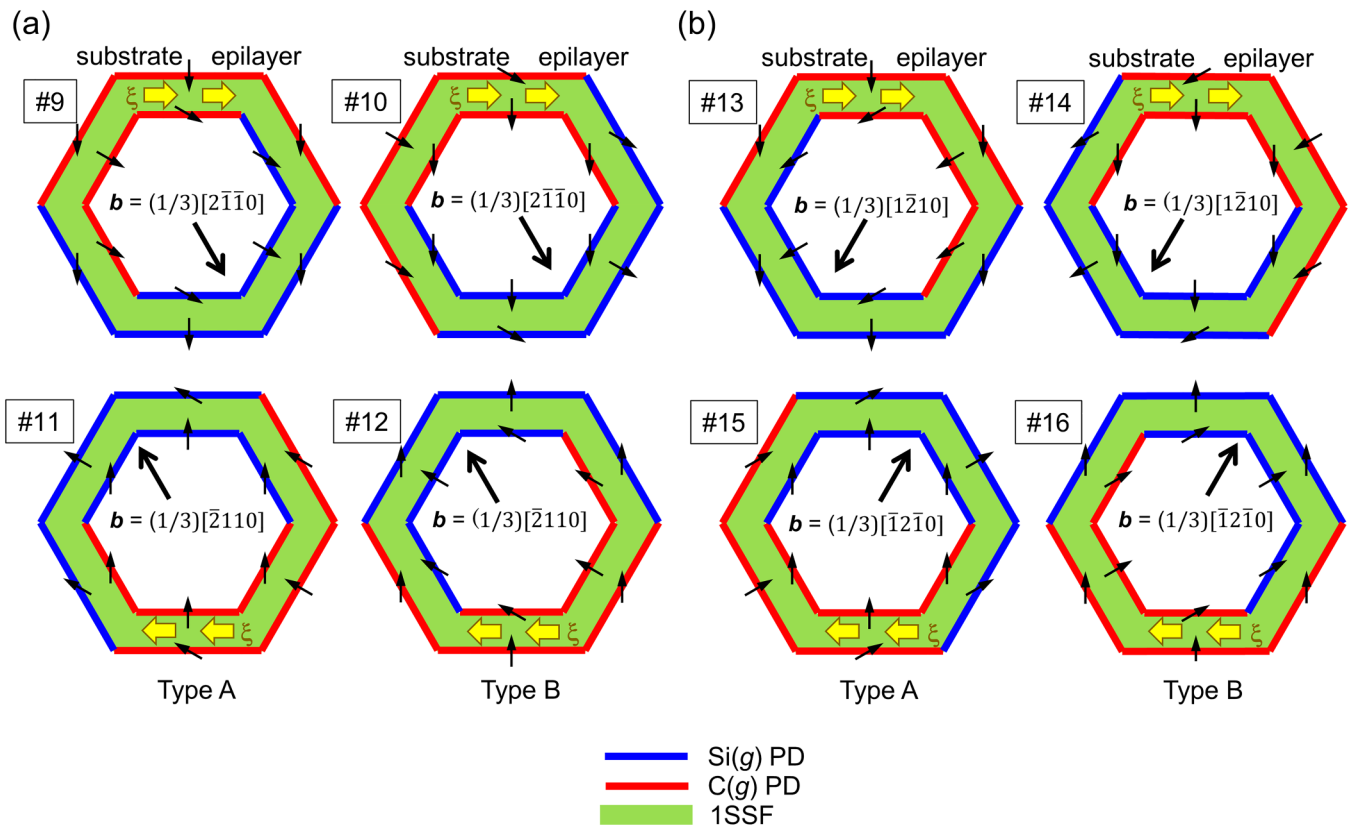 (a) (b)
substrate epilayer substrate epilayer substrate epilayer substrate epilayer
#9 ξ #10 ξ #13 ξ #14 ξ
b = (1/3)[21̅1̅0] b = (1/3)[21̅1̅0] b = (1/3)[12̅10] b = (1/3)[12̅10]
#11 #12 #15 #16
b = (1/3)[2̅110] b = (1/3)[2̅110] b = (1/3)[1̅21̅0] b = (1/3)[1̅21̅0]
ξ ξ ξ ξ
Type A Type B Type A Type B
Si(g) PD
C(g) PD
1SSF